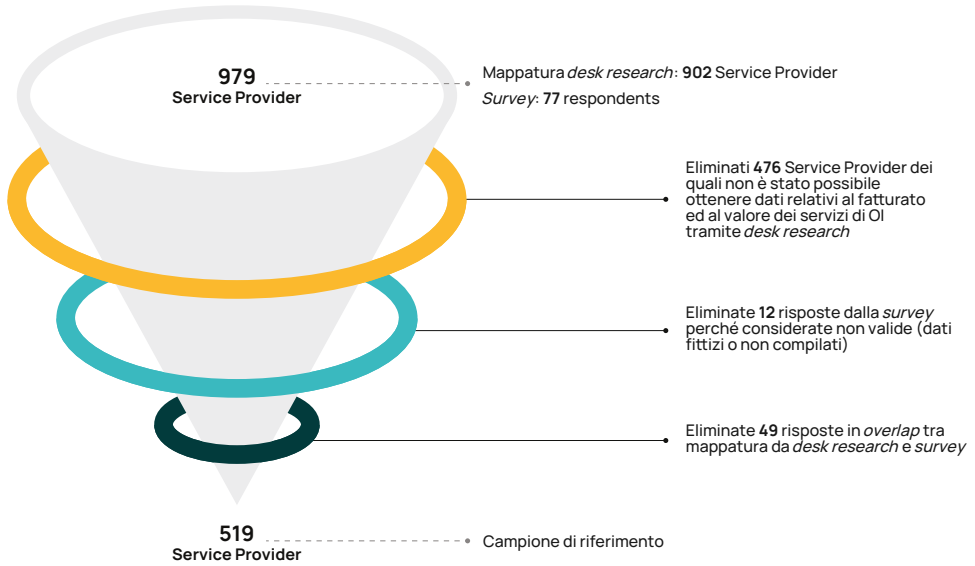 979
Service Provider
Mappatura desk research: 902 Service Provider
Survey: 77 respondents
Eliminati 476 Service Provider dei
quali non è stato possibile
ottenere dati relativi al fatturato
ed al valore dei servizi di OI
tramite desk research
Eliminate 12 risposte dalla survey
perché considerate non valide (dati
fittizi o non compilati)
Eliminate 49 risposte in overlap tra
mappatura da desk research e survey
519
Service Provider
Campione di riferimento